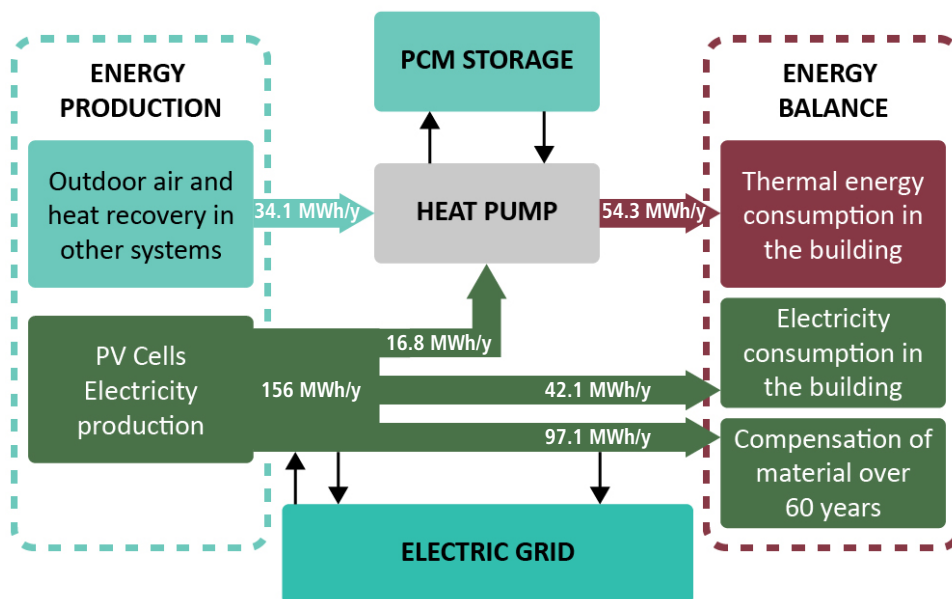 ENERGY
PRODUCTION
Outdoor air and
heat recovery in
other systems
34.1 MWh/y
PV Cells
Electricity
production
156 MWh/y
PCM STORAGE
HEAT PUMP
54.3 MWh/y
16.8 MWh/y
42.1 MWh/y
97.1 MWh/y
ELECTRIC GRID
ENERGY
BALANCE
Thermal energy
consumption in
the building
Electricity
consumption in
the building
Compensation of
material over
60 years